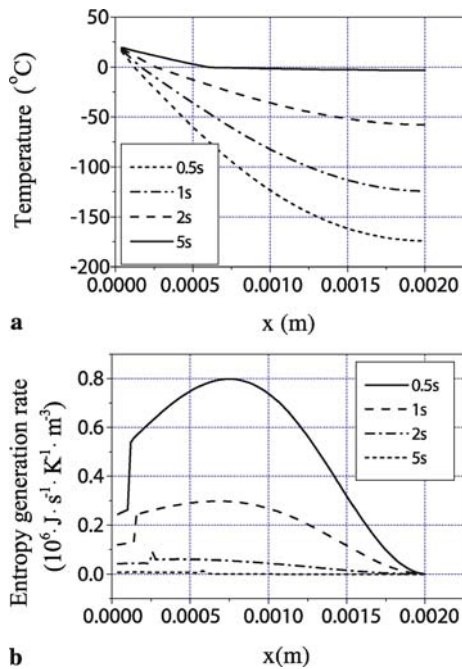 50
0
-50
-100
-150
-200
Temperature (°C)
0.5s
1s
2s
5s
0.0000 0.0005 0.0010 0.0015 0.0020
x (m)
a
0.8
0.6
0.4
0.2
0.0
Entropy generation rate
(10⁶· J · s⁻¹· K⁻¹· m⁻³)
0.5s
1s
2s
5s
0.0000 0.0005 0.0010 0.0015 0.0020
x(m)
b